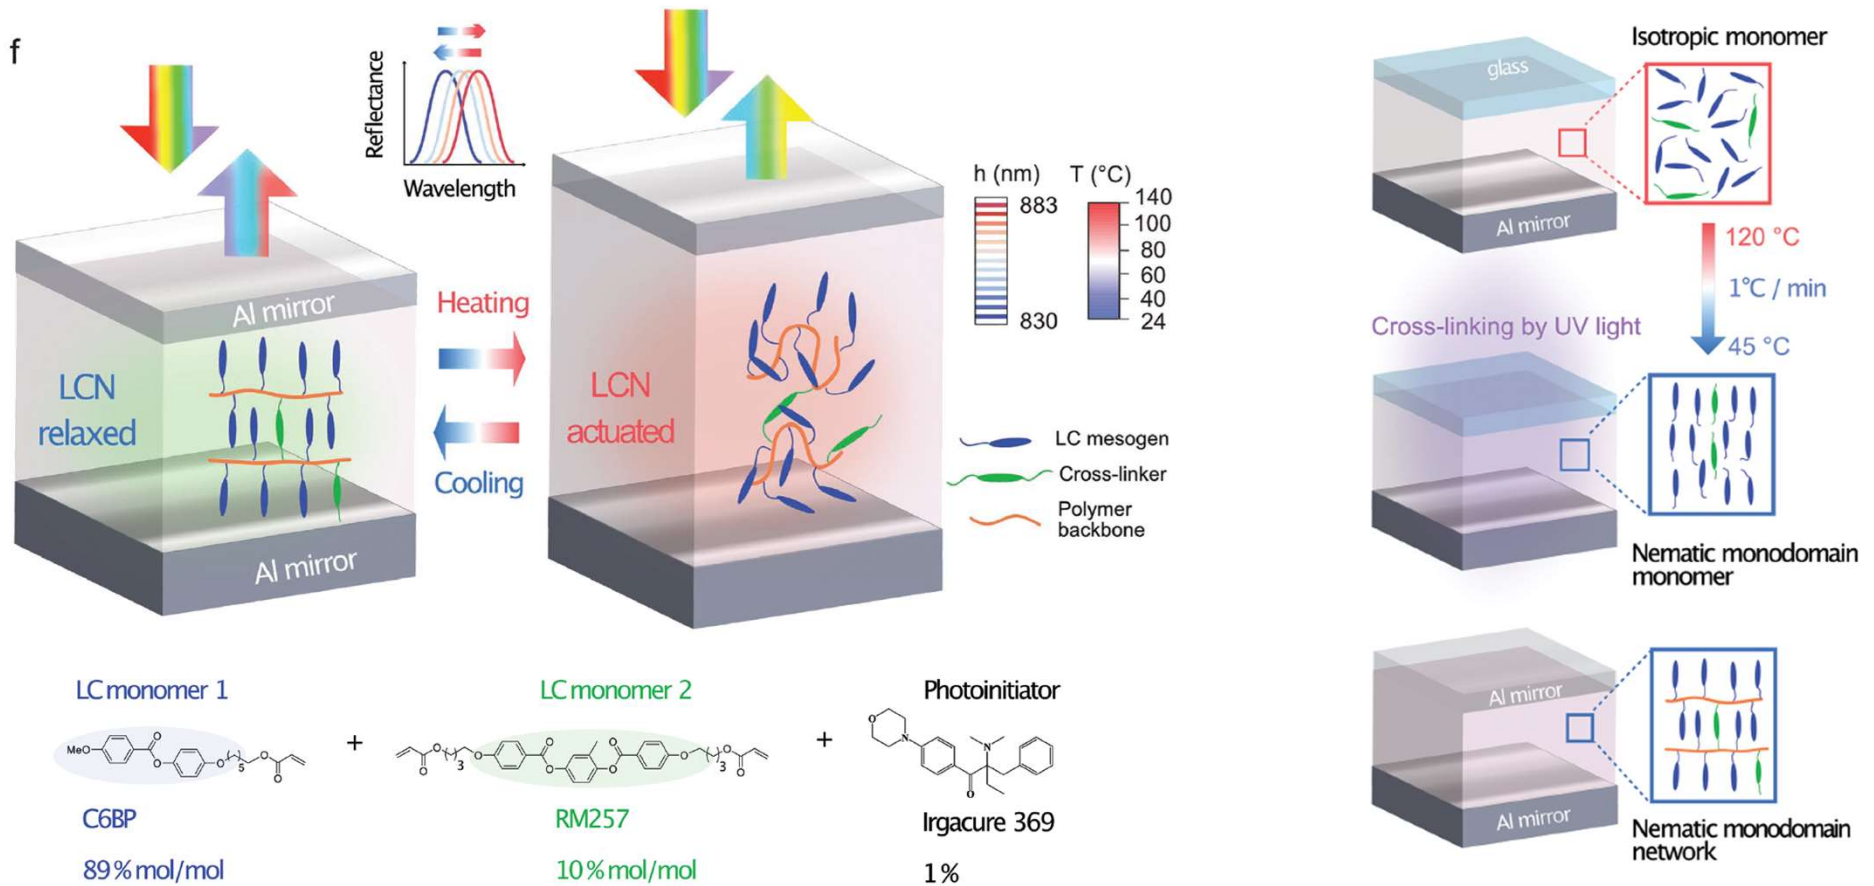 f
Reflectance
Wavelength
Al mirror
LCN
relaxed
Al mirror
Heating
Cooling
LCN
actuated
h (nm)
883
830
T (°C)
140
100
80
60
40
24
LC mesogen
Cross-linker
Polymer
backbone
LC monomer 1
MeO
O
O
O
5
O
O
C6BP
89% mol/mol
+
LC monomer 2
O
O
3
O
O
O
O
O
O
3
O
O
RM257
10% mol/mol
+
Photoinitiator
O
N
N
O
Irgacure 369
1%
Isotropic monomer
glass
Al mirror
120 °C
1°C / min
45 °C
Cross-linking by UV light
Nematic monodomain
monomer
Al mirror
Al mirror
Nematic monodomain
network